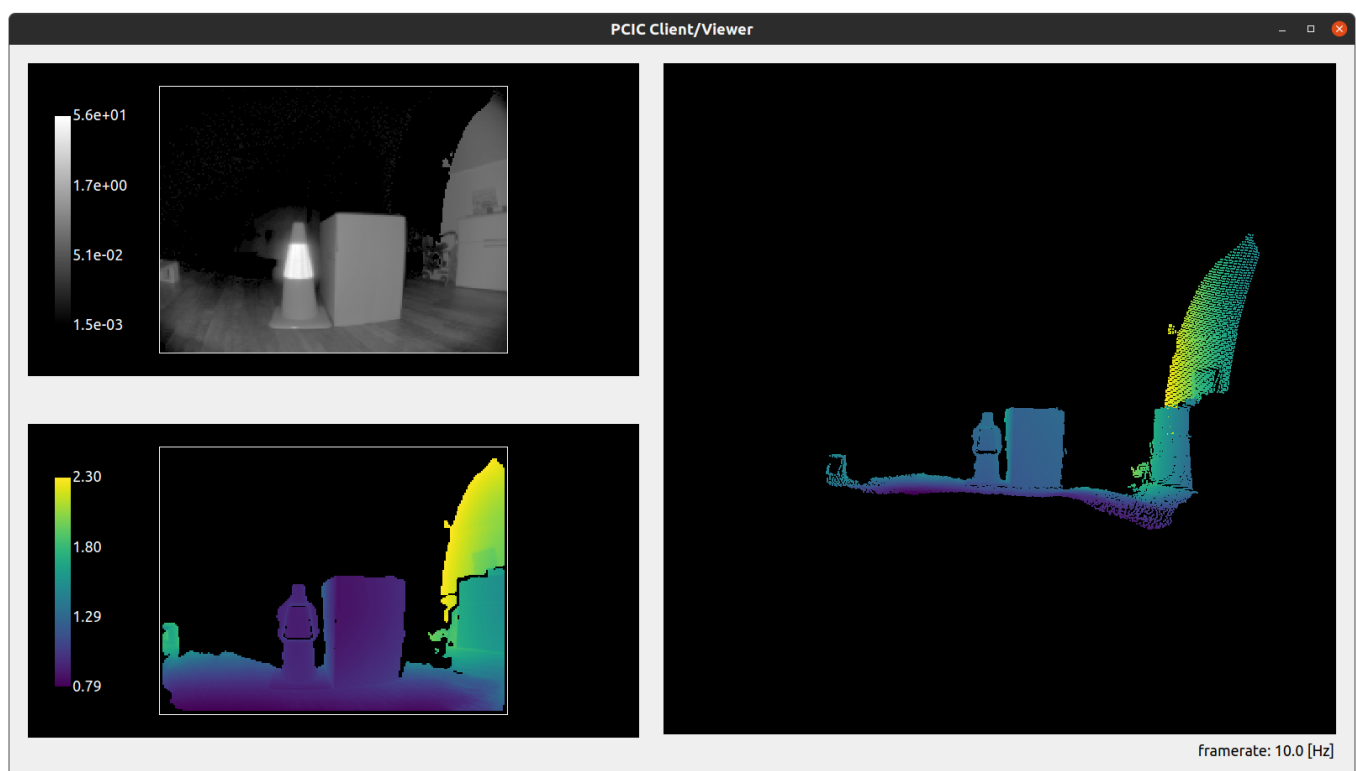 PCIC Client/Viewer
5.6e+01
1.7e+00
5.1e-02
1.5e-03
2.30
1.80
1.29
0.79
framerate: 10.0 [Hz]